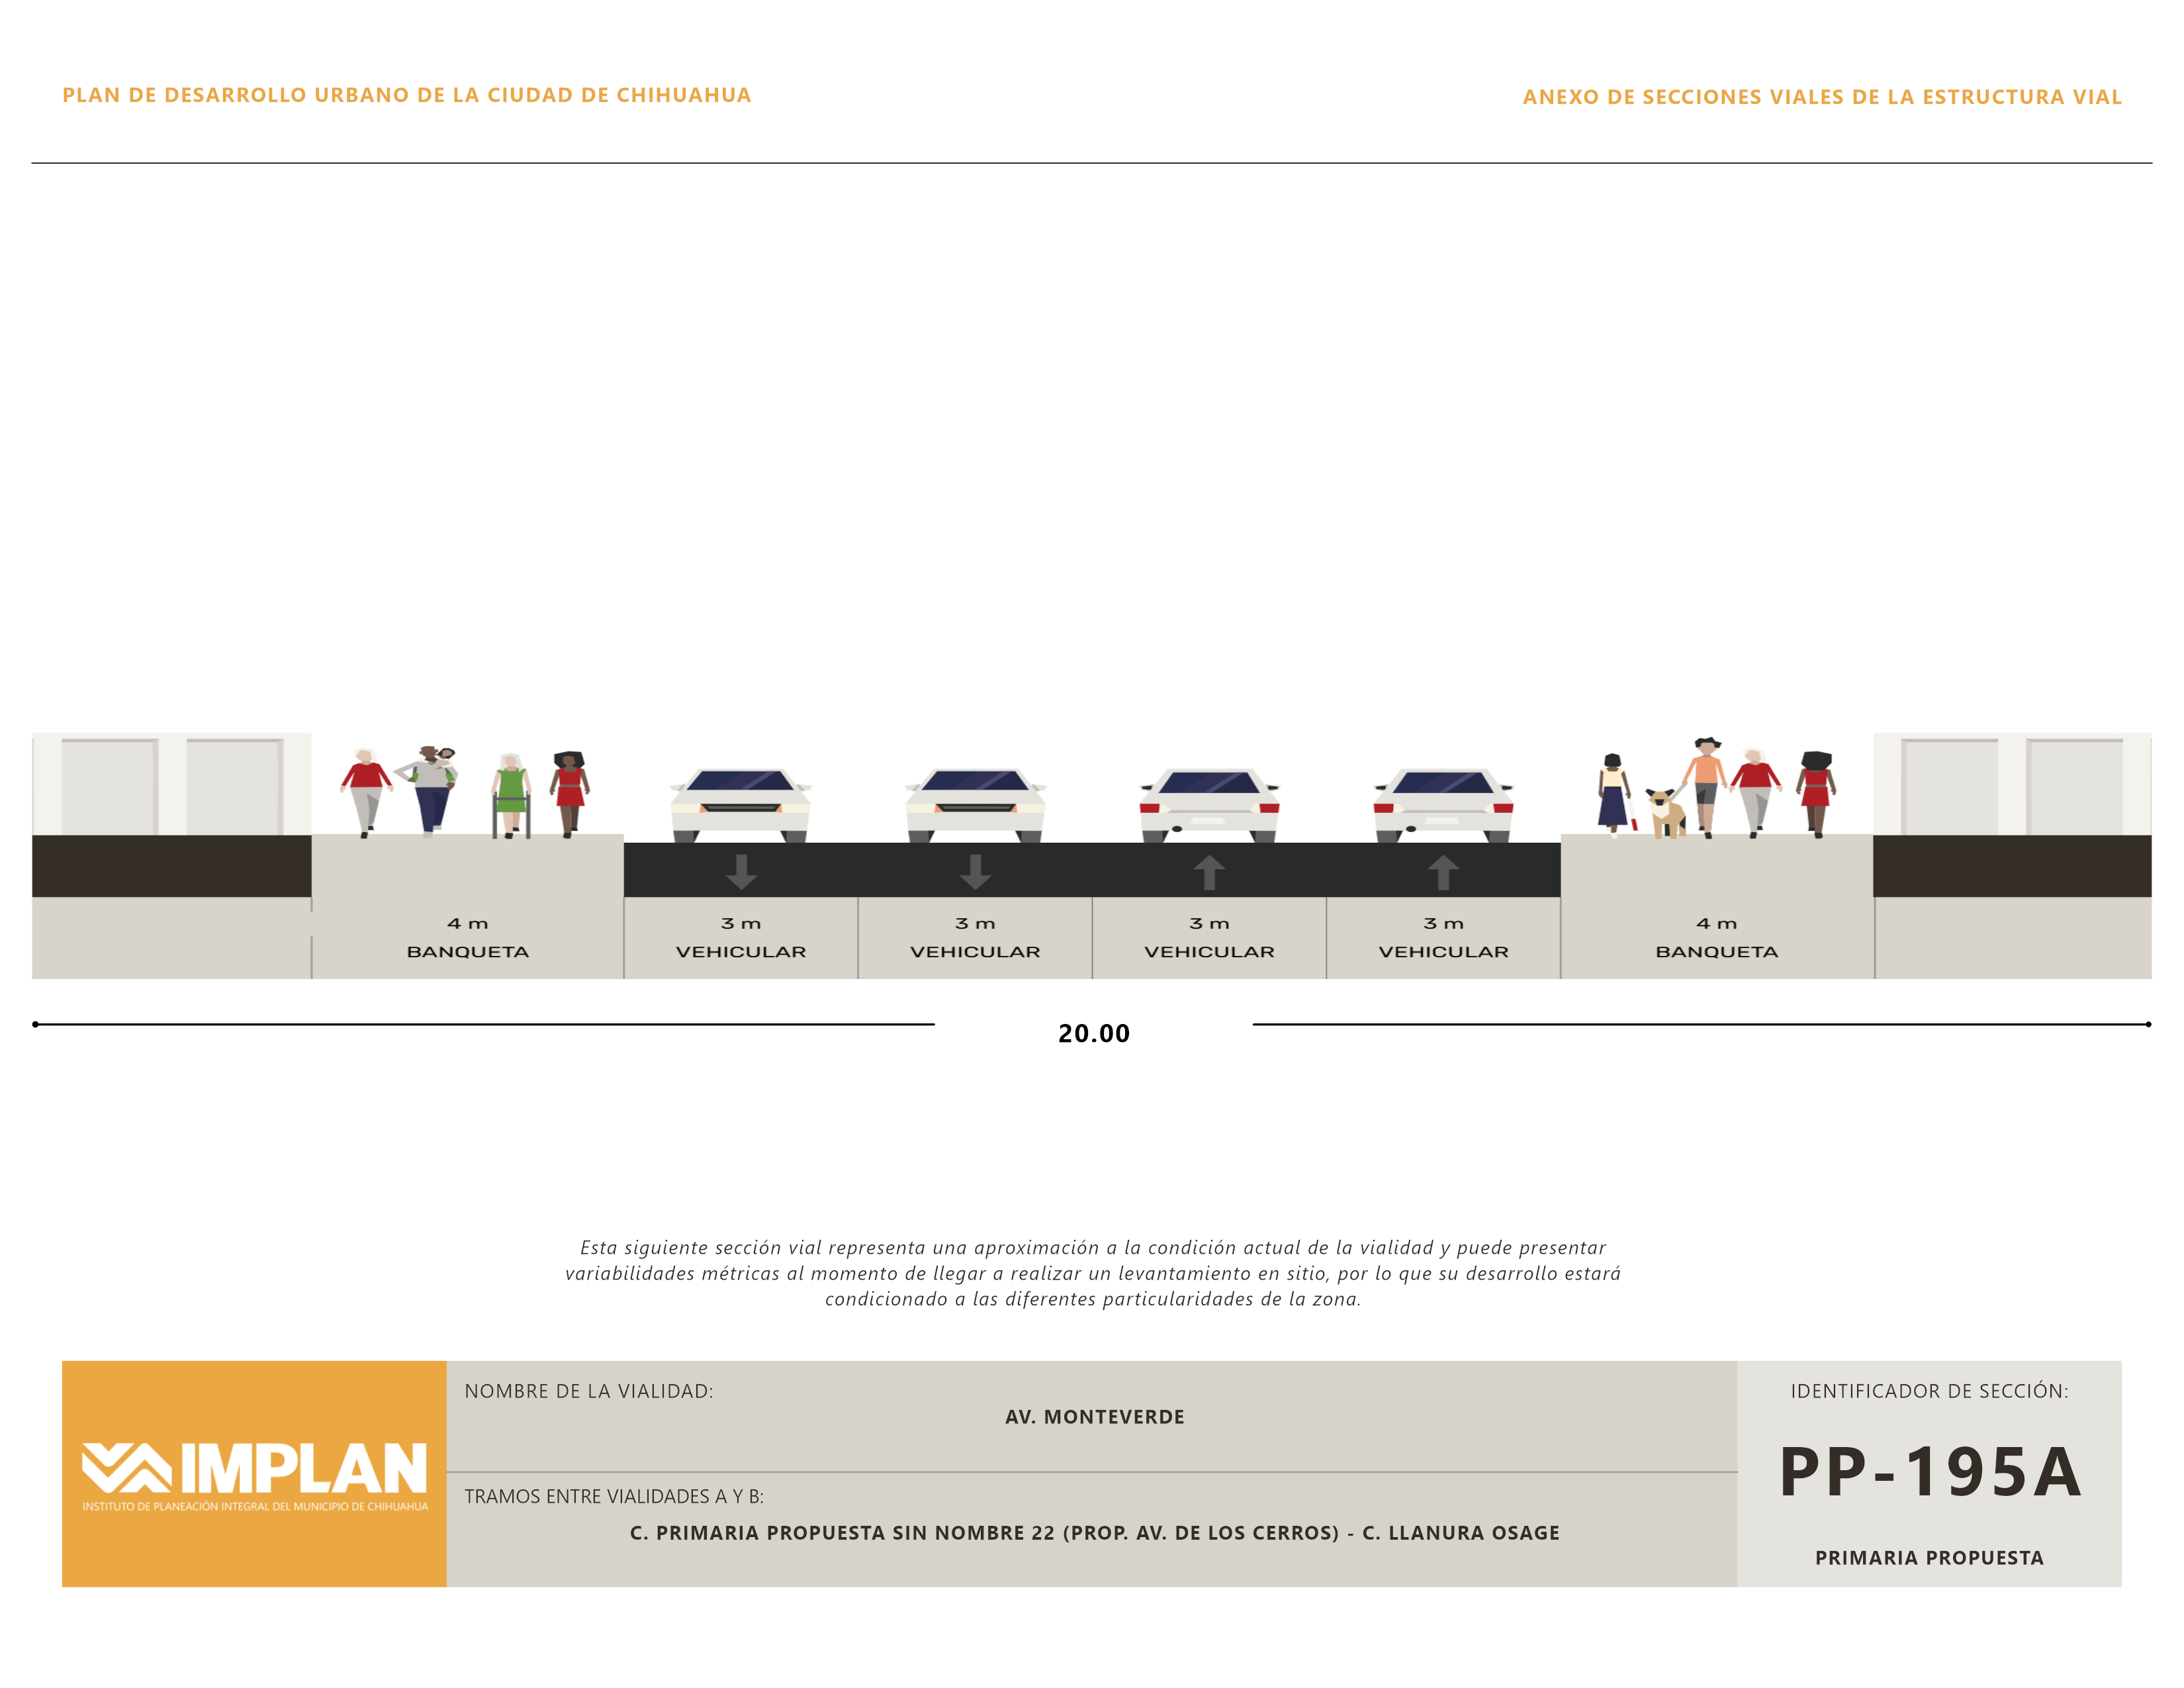 PLAN DE DESARROLLO URBANO DE LA CIUDAD DE CHIHUAHUA
ANEXO DE SECCIONES VIALES DE LA ESTRUCTURA VIAL
4 m
BANQUETA
3 m
VEHICULAR
3 m
VEHICULAR
3 m
VEHICULAR
3 m
VEHICULAR
4 m
BANQUETA
20.00
Esta siguiente sección vial representa una aproximación a la condición actual de la vialidad y puede presentar
variabilidades métricas al momento de llegar a realizar un levantamiento en sitio, por lo que su desarrollo estará
condicionado a las diferentes particularidades de la zona.
IMPLAN
INSTITUTO DE PLANEACIÓN INTEGRAL DEL MUNICIPIO DE CHIHUAHUA
NOMBRE DE LA VIALIDAD:
AV. MONTEVERDE
TRAMOS ENTRE VIALIDADES A Y B:
C. PRIMARIA PROPUESTA SIN NOMBRE 22 (PROP. AV. DE LOS CERROS) - C. LLANURA OSAGE
IDENTIFICADOR DE SECCIÓN:
PP-195A
PRIMARIA PROPUESTA